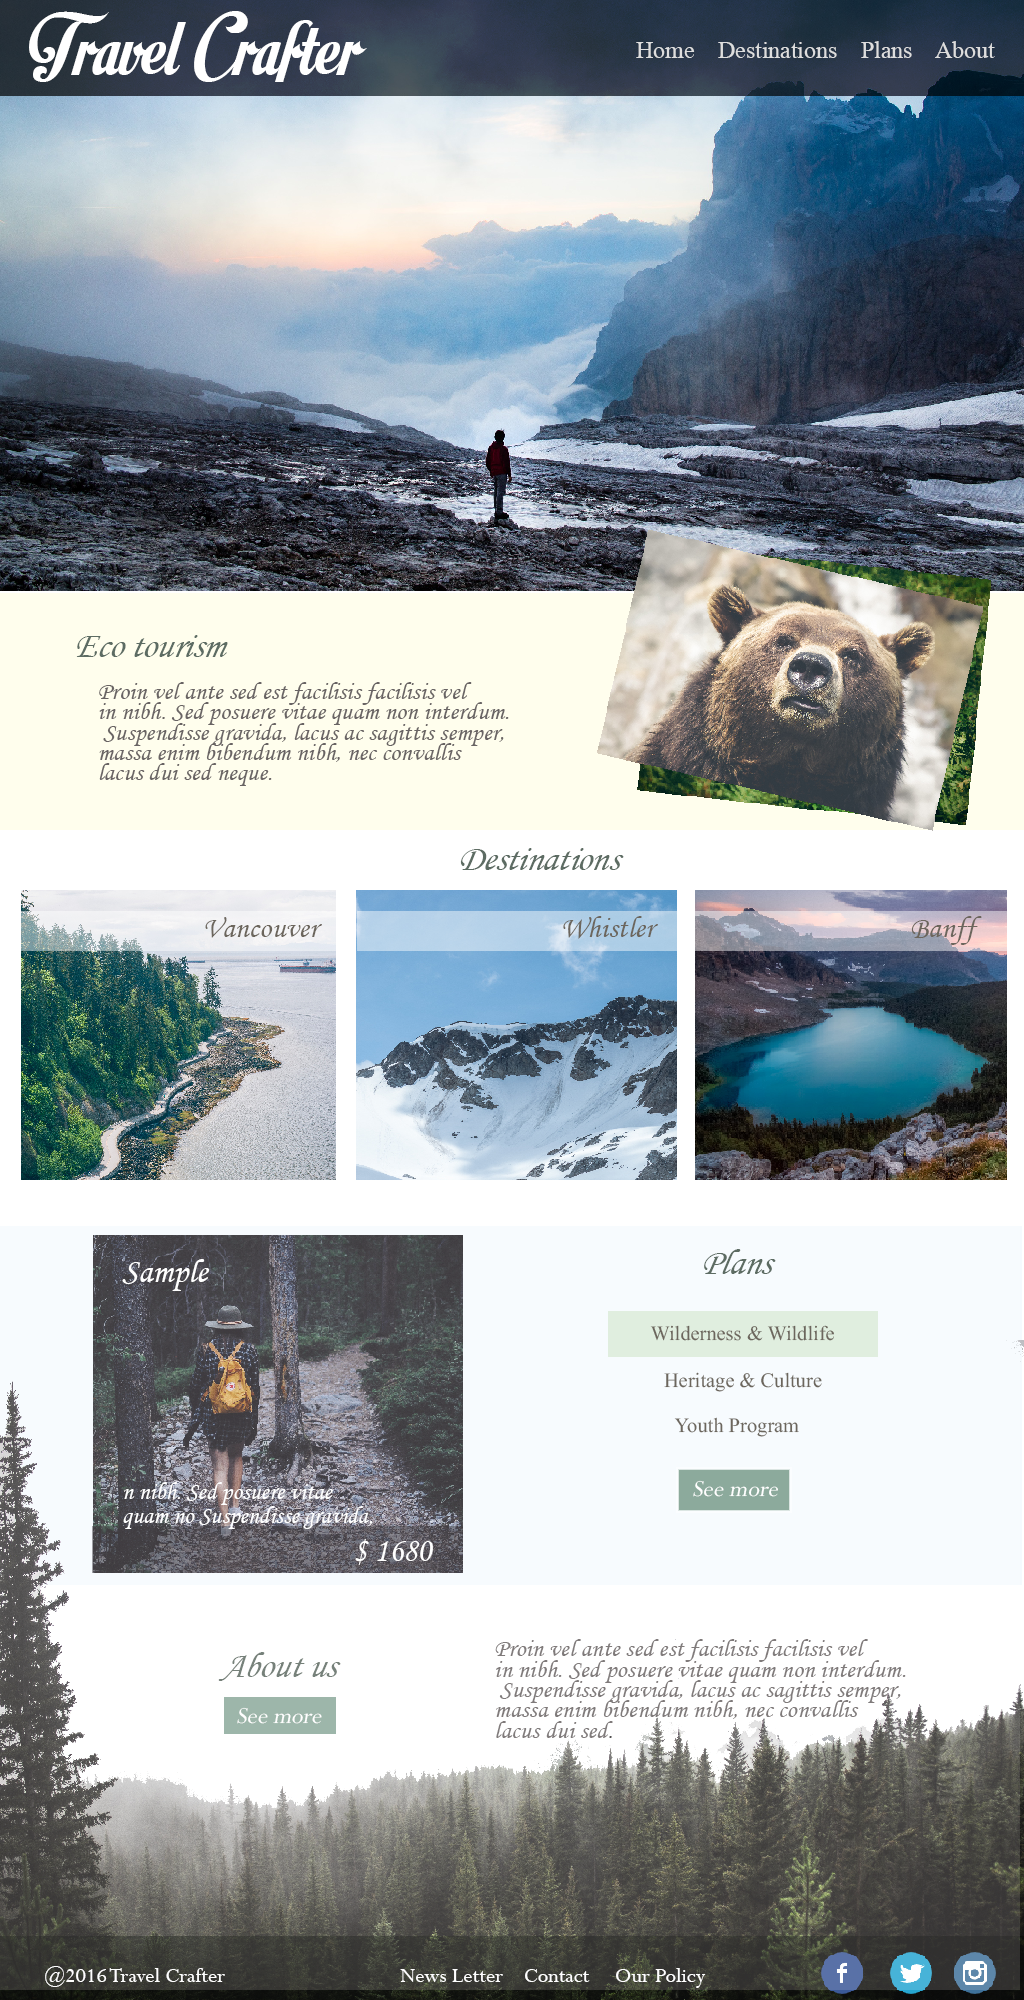 Travel Crafter
Home Destinations Plans About
Eco tourism
Proin vel ante sed est facilisis facilisis vel
in nibh. Sed posuere vitae quam non interdum.
Suspendisse gravida, lacus ac sagittis semper,
massa enim bibendum nibh, nec convallis
lacus dui sed neque.
Destinations
Vancouver
Whistler
Banff
Sample
n nibh. Sed posuere vitae
quam no Suspendisse gravida,
$ 1680
Plans
Wilderness & Wildlife
Heritage & Culture
Youth Program
See more
About us
See more
Proin vel ante sed est facilisis facilisis vel
in nibh. Sed posuere vitae quam non interdum.
Suspendisse gravida, lacus ac sagittis semper,
massa enim bibendum nibh, nec convallis
lacus dui sed.
@2016 Travel Crafter
News Letter Contact Our Policy